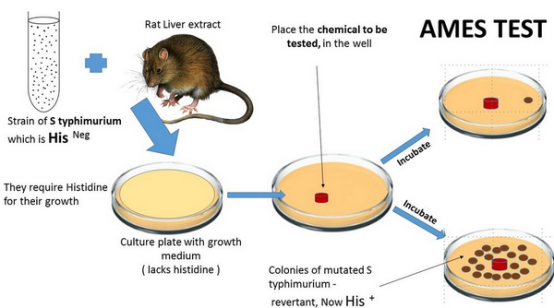 AMES TEST
Rat Liver extract
Place the chemical to be
tested, in the well
Strain of S typhimurium
which is His Neg
Incubate
They require Histidine
for their growth
Incubate
Culture plate with growth
medium
( lacks histidine )
Colonies of mutated S
typhimurium -
revertant, Now His +